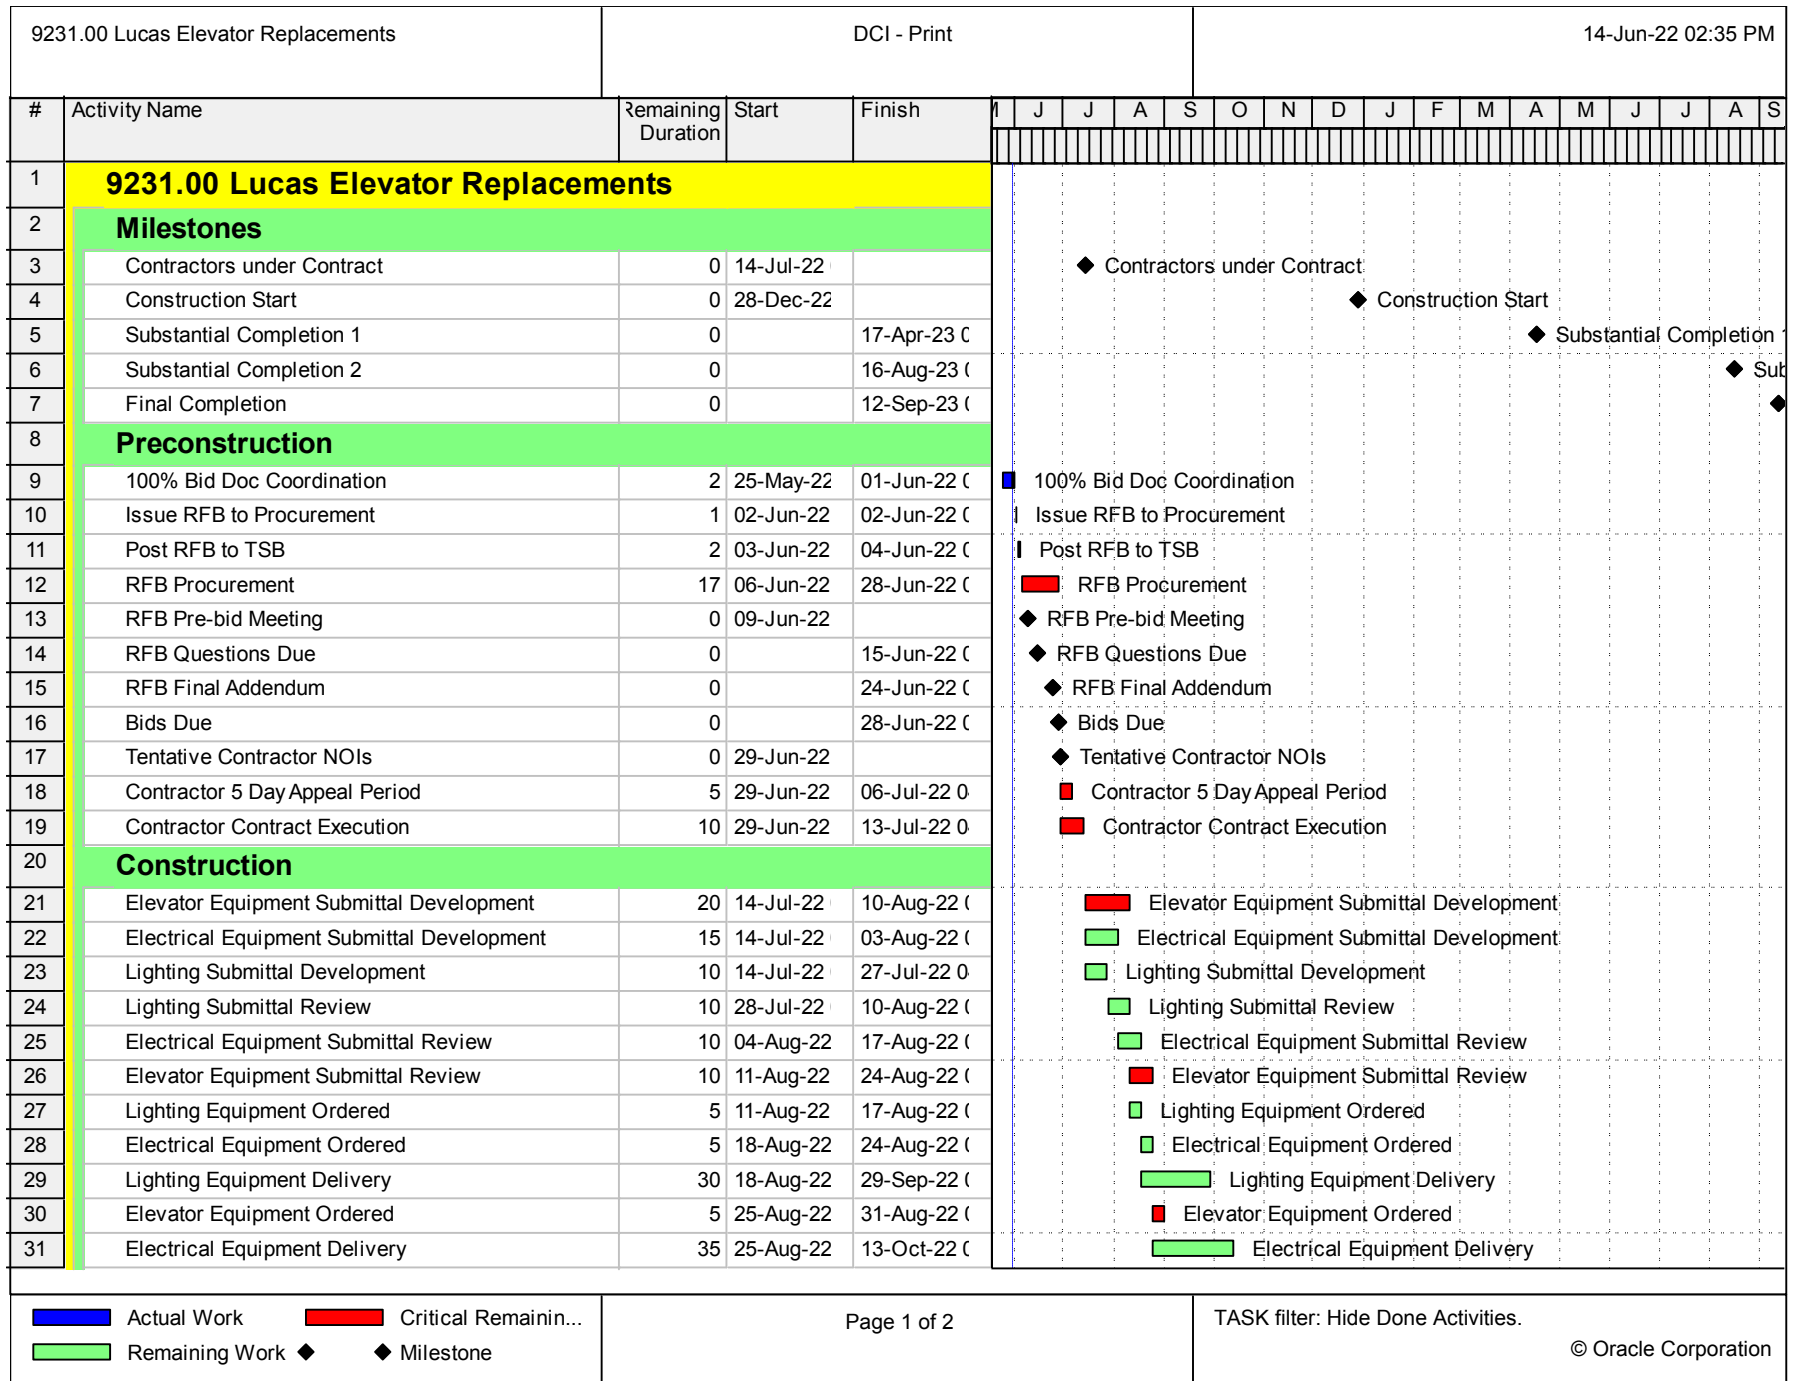 9231.00 Lucas Elevator Replacements DCI - Print 14-Jun-22 02:35 PM
# Activity Name Remaining Duration Start Finish J J A S O N D J F M A M J J A S
1 9231.00 Lucas Elevator Replacements
2 Milestones
3 Contractors under Contract 0 14-Jul-22 Contractors under Contract
4 Construction Start 0 28-Dec-22 Construction Start
5 Substantial Completion 1 0 17-Apr-23 Substantial Completion 1
6 Substantial Completion 2 0 16-Aug-23 Sub
7 Final Completion 0 12-Sep-23
8 Preconstruction
9 100% Bid Doc Coordination 2 25-May-22 01-Jun-22 100% Bid Doc Coordination
10 Issue RFB to Procurement 1 02-Jun-22 02-Jun-22 Issue RFB to Procurement
11 Post RFB to TSB 2 03-Jun-22 04-Jun-22 Post RFB to TSB
12 RFB Procurement 17 06-Jun-22 28-Jun-22 RFB Procurement
13 RFB Pre-bid Meeting 0 09-Jun-22 RFB Pre-bid Meeting
14 RFB Questions Due 0 15-Jun-22 RFB Questions Due
15 RFB Final Addendum 0 24-Jun-22 RFB Final Addendum
16 Bids Due 0 28-Jun-22 Bids Due
17 Tentative Contractor NOIs 0 29-Jun-22 Tentative Contractor NOIs
18 Contractor 5 Day Appeal Period 5 29-Jun-22 06-Jul-22 0 Contractor 5 Day Appeal Period
19 Contractor Contract Execution 10 29-Jun-22 13-Jul-22 0 Contractor Contract Execution
20 Construction
21 Elevator Equipment Submittal Development 20 14-Jul-22 10-Aug-22 Elevator Equipment Submittal Development
22 Electrical Equipment Submittal Development 15 14-Jul-22 03-Aug-22 Electrical Equipment Submittal Development
23 Lighting Submittal Development 10 14-Jul-22 27-Jul-22 0 Lighting Submittal Development
24 Lighting Submittal Review 10 28-Jul-22 10-Aug-22 Lighting Submittal Review
25 Electrical Equipment Submittal Review 10 04-Aug-22 17-Aug-22 Electrical Equipment Submittal Review
26 Elevator Equipment Submittal Review 10 11-Aug-22 24-Aug-22 Elevator Equipment Submittal Review
27 Lighting Equipment Ordered 5 11-Aug-22 17-Aug-22 Lighting Equipment Ordered
28 Electrical Equipment Ordered 5 18-Aug-22 24-Aug-22 Electrical Equipment Ordered
29 Lighting Equipment Delivery 30 18-Aug-22 29-Sep-22 Lighting Equipment Delivery
30 Elevator Equipment Ordered 5 25-Aug-22 31-Aug-22 Elevator Equipment Ordered
31 Electrical Equipment Delivery 35 25-Aug-22 13-Oct-22 Electrical Equipment Delivery
Actual Work Critical Remainin... Page 1 of 2 TASK filter: Hide Done Activities.
Remaining Work Milestone © Oracle Corporation